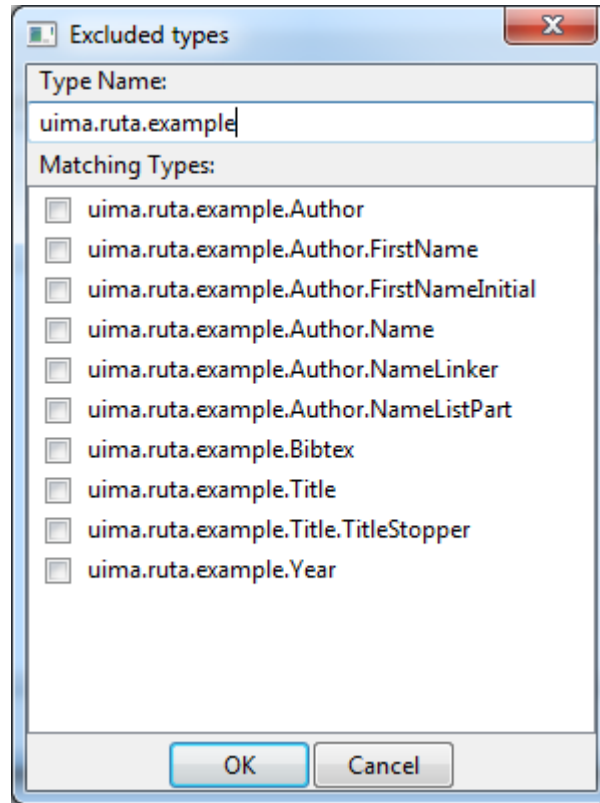 Excluded types
Type Name:
uima.ruta.example
Matching Types:
uima.ruta.example.Author
uima.ruta.example.Author.FirstName
uima.ruta.example.Author.FirstNameInitial
uima.ruta.example.Author.Name
uima.ruta.example.Author.NameLinker
uima.ruta.example.Author.NameListPart
uima.ruta.example.Bibtex
uima.ruta.example.Title
uima.ruta.example.Title.TitleStopper
uima.ruta.example.Year
OK Cancel